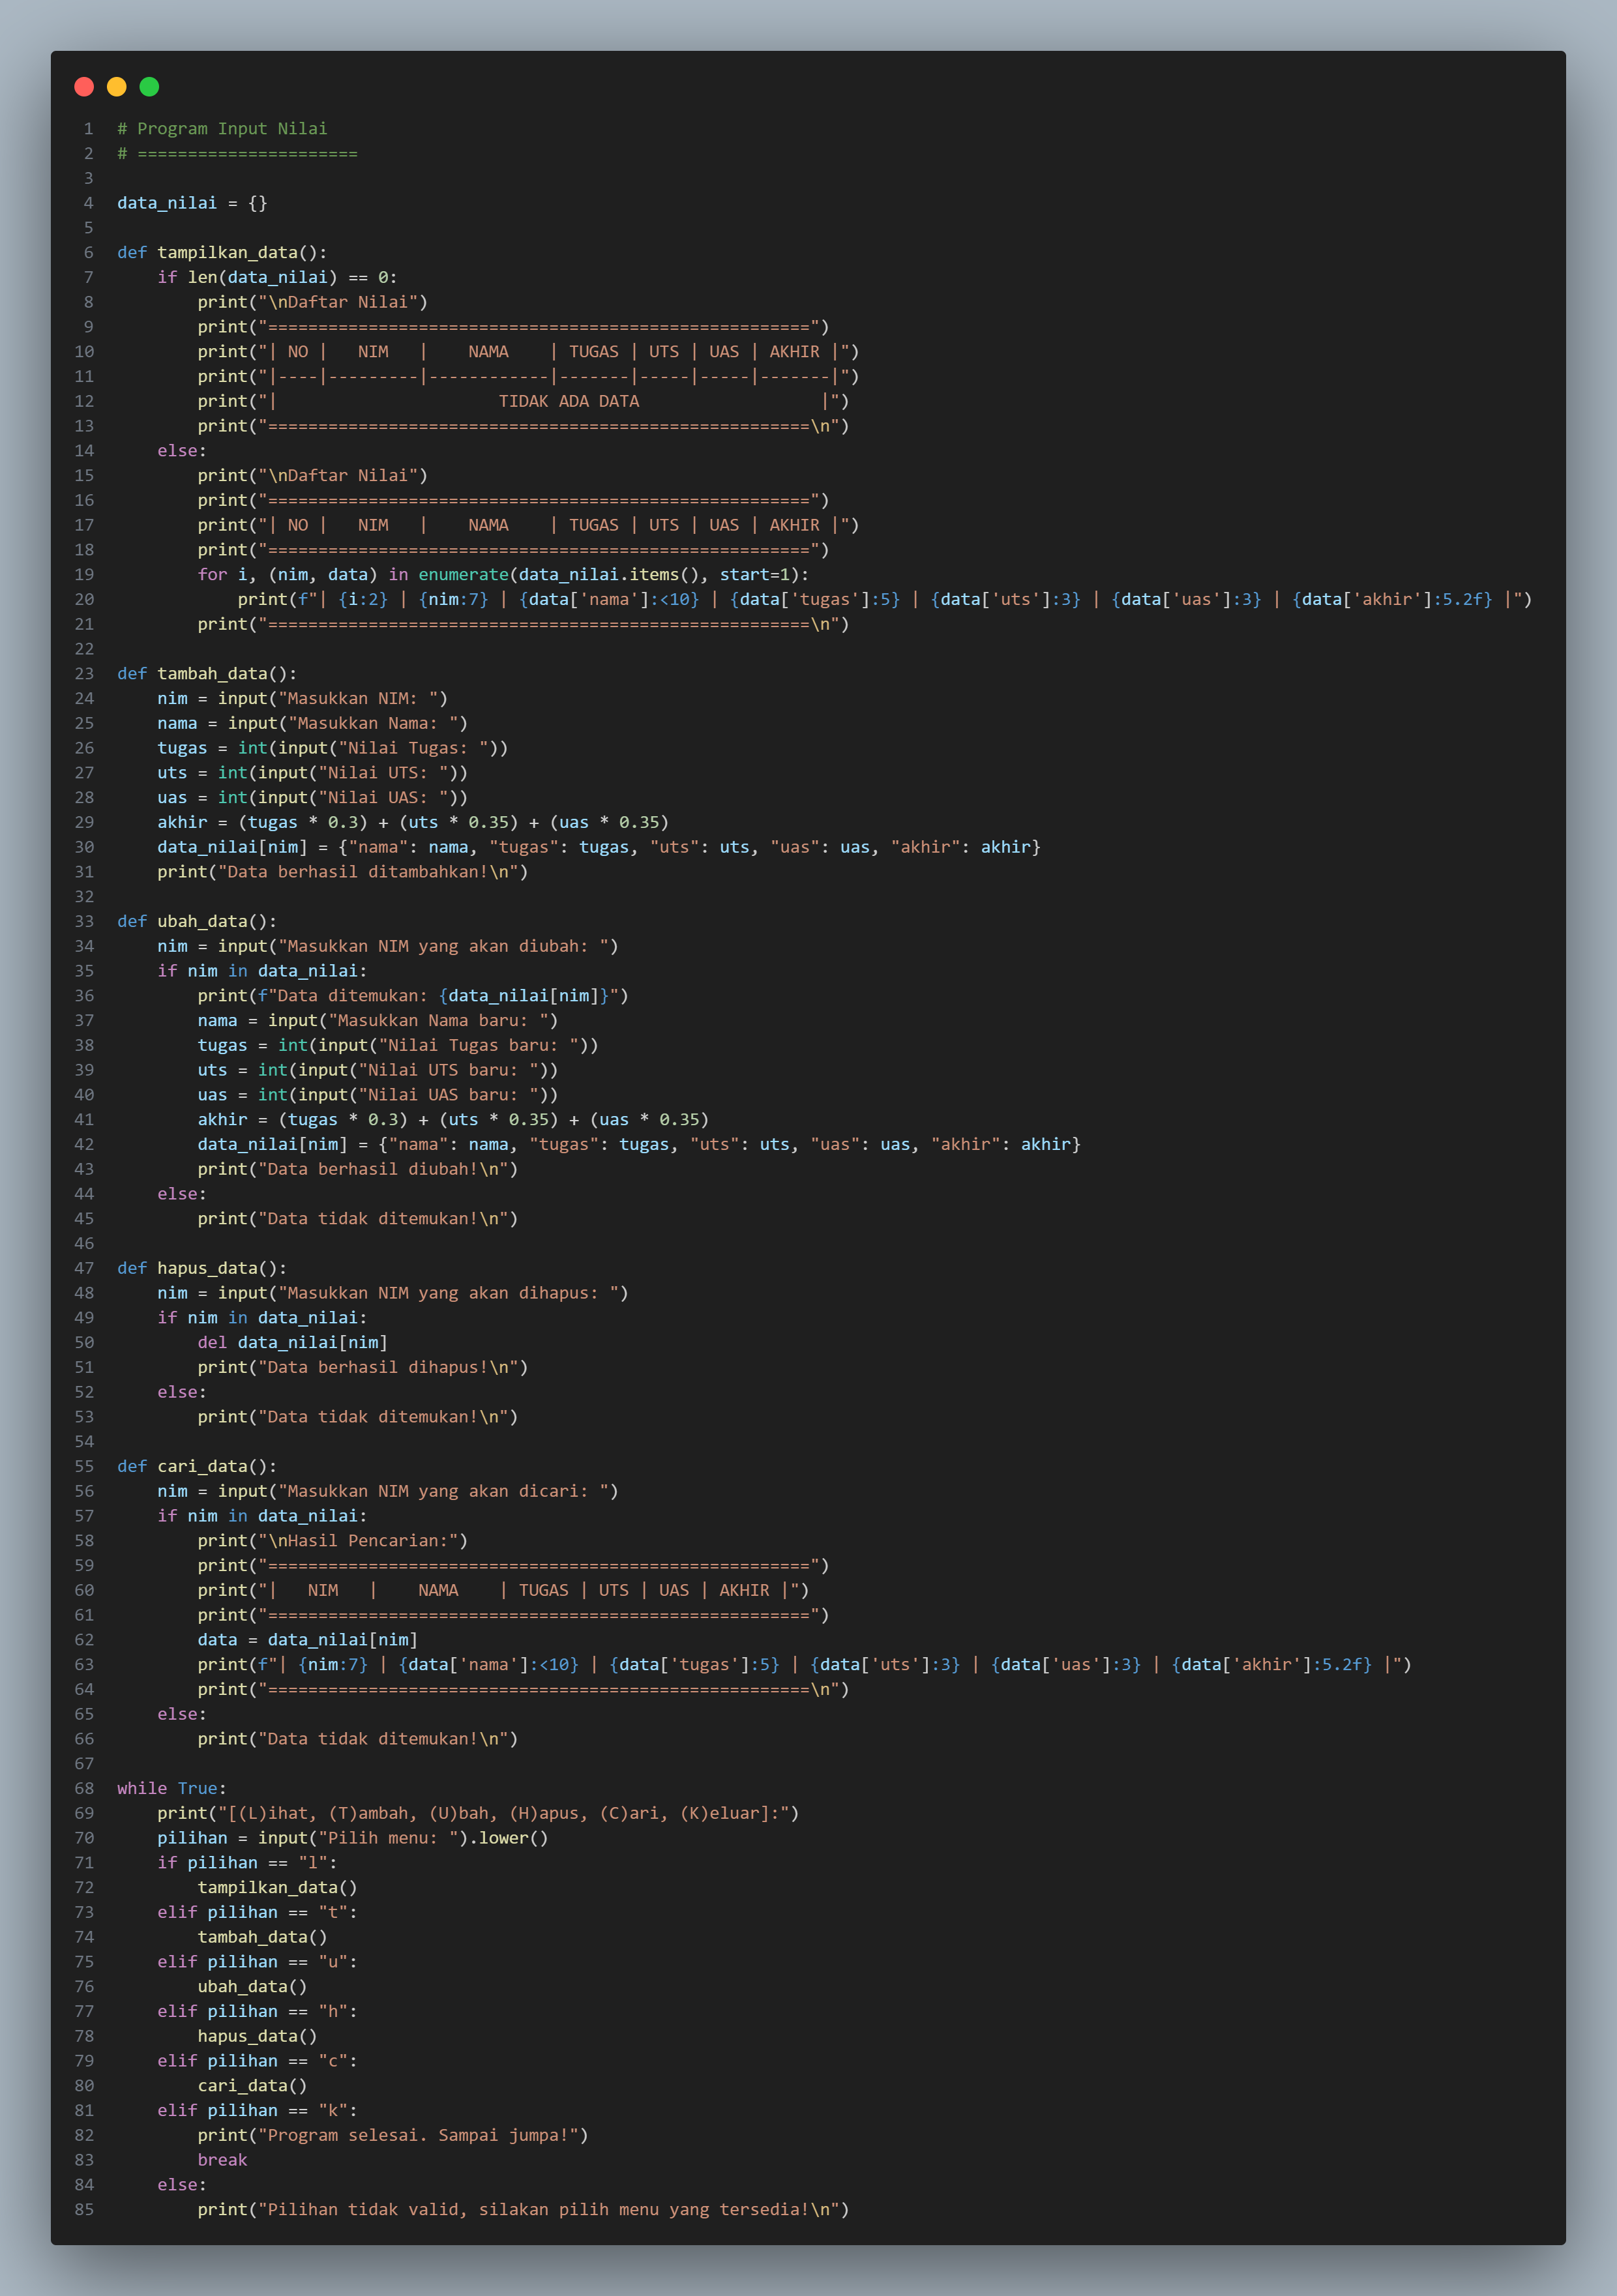 1 # Program Input Nilai
2 # ======================
3
4 data_nilai = {}
5
6 def tampilkan_data():
7     if len(data_nilai) == 0:
8         print("\nDaftar Nilai")
9         print("======================================================")
10         print("| NO |   NIM   |    NAMA    | TUGAS | UTS | UAS | AKHIR |")
11         print("|----|---------|------------|-------|-----|-----|-------|")
12         print("|                      TIDAK ADA DATA                  |")
13         print("======================================================\n")
14     else:
15         print("\nDaftar Nilai")
16         print("======================================================")
17         print("| NO |   NIM   |    NAMA    | TUGAS | UTS | UAS | AKHIR |")
18         print("======================================================")
19         for i, (nim, data) in enumerate(data_nilai.items(), start=1):
20             print(f"| {i:2} | {nim:7} | {data['nama']:<10} | {data['tugas']:5} | {data['uts']:3} | {data['uas']:3} | {data['akhir']:5.2f} |")
21         print("======================================================\n")
22
23 def tambah_data():
24     nim = input("Masukkan NIM: ")
25     nama = input("Masukkan Nama: ")
26     tugas = int(input("Nilai Tugas: "))
27     uts = int(input("Nilai UTS: "))
28     uas = int(input("Nilai UAS: "))
29     akhir = (tugas * 0.3) + (uts * 0.35) + (uas * 0.35)
30     data_nilai[nim] = {"nama": nama, "tugas": tugas, "uts": uts, "uas": uas, "akhir": akhir}
31     print("Data berhasil ditambahkan!\n")
32
33 def ubah_data():
34     nim = input("Masukkan NIM yang akan diubah: ")
35     if nim in data_nilai:
36         print(f"Data ditemukan: {data_nilai[nim]}")
37         nama = input("Masukkan Nama baru: ")
38         tugas = int(input("Nilai Tugas baru: "))
39         uts = int(input("Nilai UTS baru: "))
40         uas = int(input("Nilai UAS baru: "))
41         akhir = (tugas * 0.3) + (uts * 0.35) + (uas * 0.35)
42         data_nilai[nim] = {"nama": nama, "tugas": tugas, "uts": uts, "uas": uas, "akhir": akhir}
43         print("Data berhasil diubah!\n")
44     else:
45         print("Data tidak ditemukan!\n")
46
47 def hapus_data():
48     nim = input("Masukkan NIM yang akan dihapus: ")
49     if nim in data_nilai:
50         del data_nilai[nim]
51         print("Data berhasil dihapus!\n")
52     else:
53         print("Data tidak ditemukan!\n")
54
55 def cari_data():
56     nim = input("Masukkan NIM yang akan dicari: ")
57     if nim in data_nilai:
58         print("\nHasil Pencarian:")
59         print("======================================================")
60         print("|   NIM   |    NAMA    | TUGAS | UTS | UAS | AKHIR |")
61         print("======================================================")
62         data = data_nilai[nim]
63         print(f"| {nim:7} | {data['nama']:<10} | {data['tugas']:5} | {data['uts']:3} | {data['uas']:3} | {data['akhir']:5.2f} |")
64         print("======================================================\n")
65     else:
66         print("Data tidak ditemukan!\n")
67
68 while True:
69     print("[(L)ihat, (T)ambah, (U)bah, (H)apus, (C)ari, (K)eluar]:")
70     pilihan = input("Pilih menu: ").lower()
71     if pilihan == "l":
72         tampilkan_data()
73     elif pilihan == "t":
74         tambah_data()
75     elif pilihan == "u":
76         ubah_data()
77     elif pilihan == "h":
78         hapus_data()
79     elif pilihan == "c":
80         cari_data()
81     elif pilihan == "k":
82         print("Program selesai. Sampai jumpa!")
83         break
84     else:
85         print("Pilihan tidak valid, silakan pilih menu yang tersedia!\n")